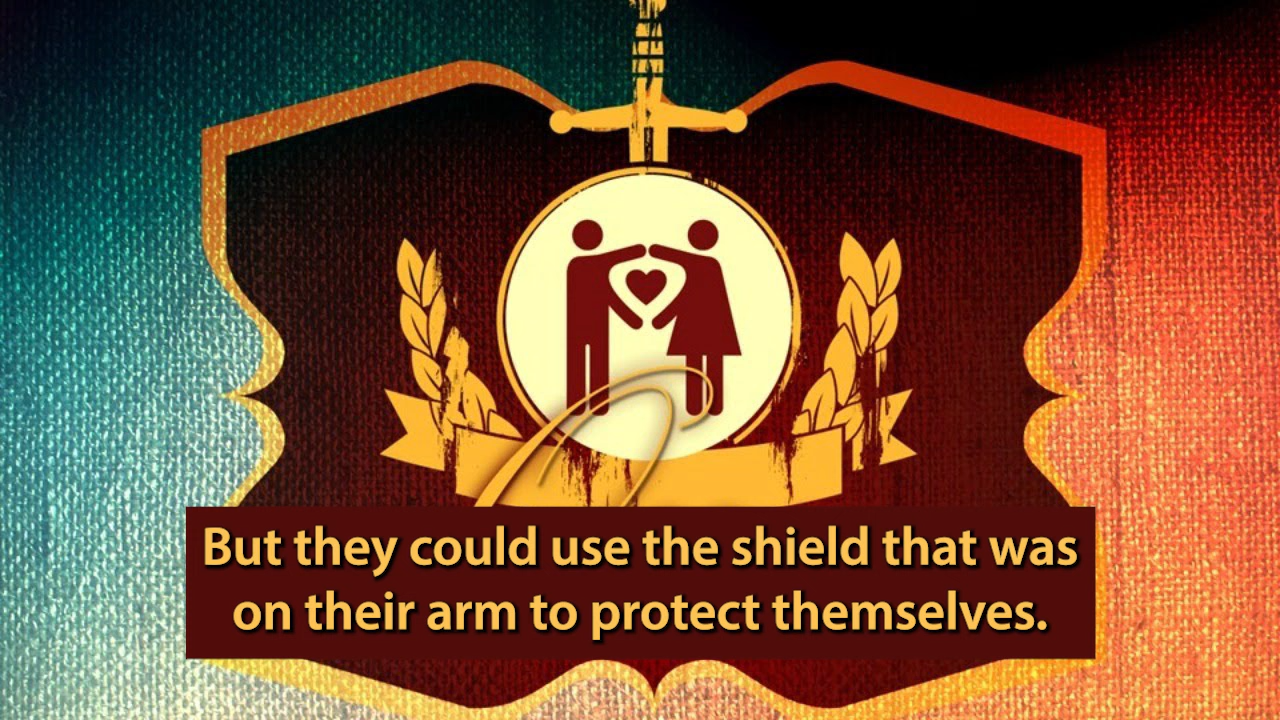 But they could use the shield that was
on their arm to protect themselves.